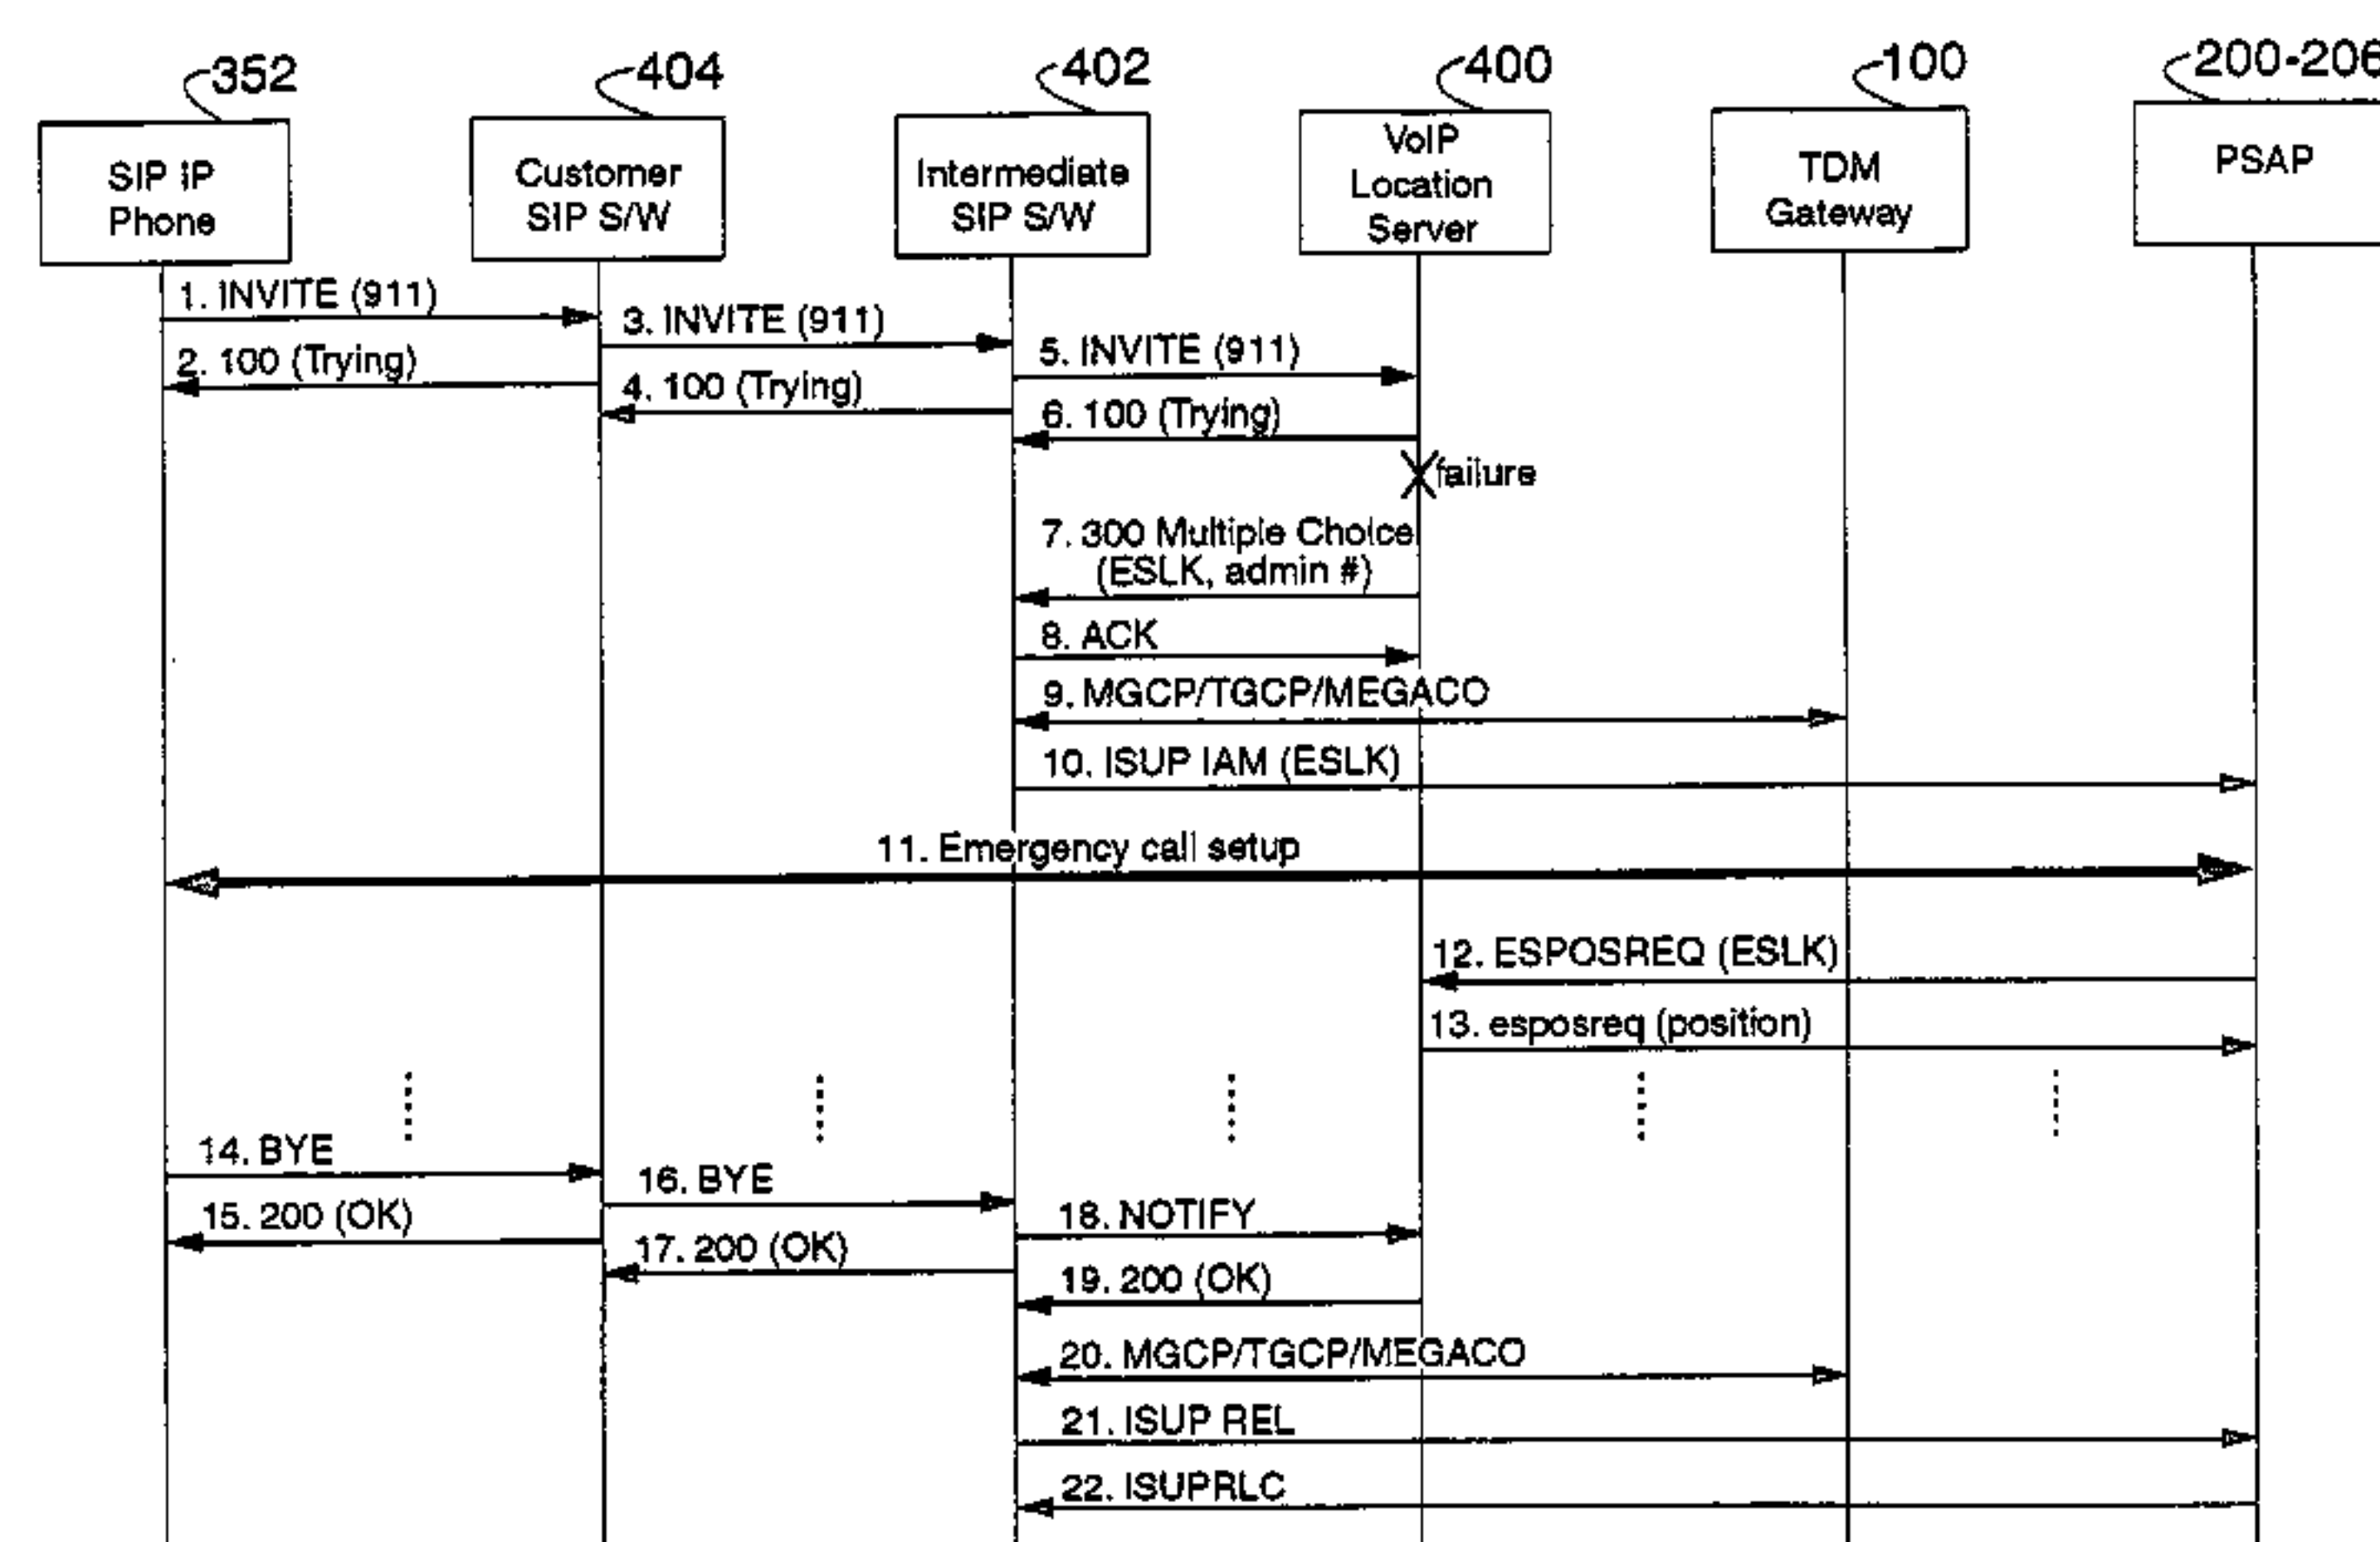 352
404
402
400
100
200-206
SIP IP
Phone
Customer
SIP S/W
Intermediate
SIP S/W
VoIP
Location
Server
TDM
Gateway
PSAP
1. INVITE (911)
3. INVITE (911)
5. INVITE (911)
2. 100 (Trying)
4. 100 (Trying)
6. 100 (Trying)
failure
7. 300 Multiple Choice
(ESLK, admin #)
8. ACK
9. MGCP/TGCP/MEGACO
10. ISUP IAM (ESLK)
11. Emergency call setup
12. ESPOSREQ (ESLK)
13. esposreq (position)
14. BYE
16. BYE
15. 200 (OK)
18. NOTIFY
17. 200 (OK)
19. 200 (OK)
20. MGCP/TGCP/MEGACO
21. ISUP REL
22. ISUPRLC